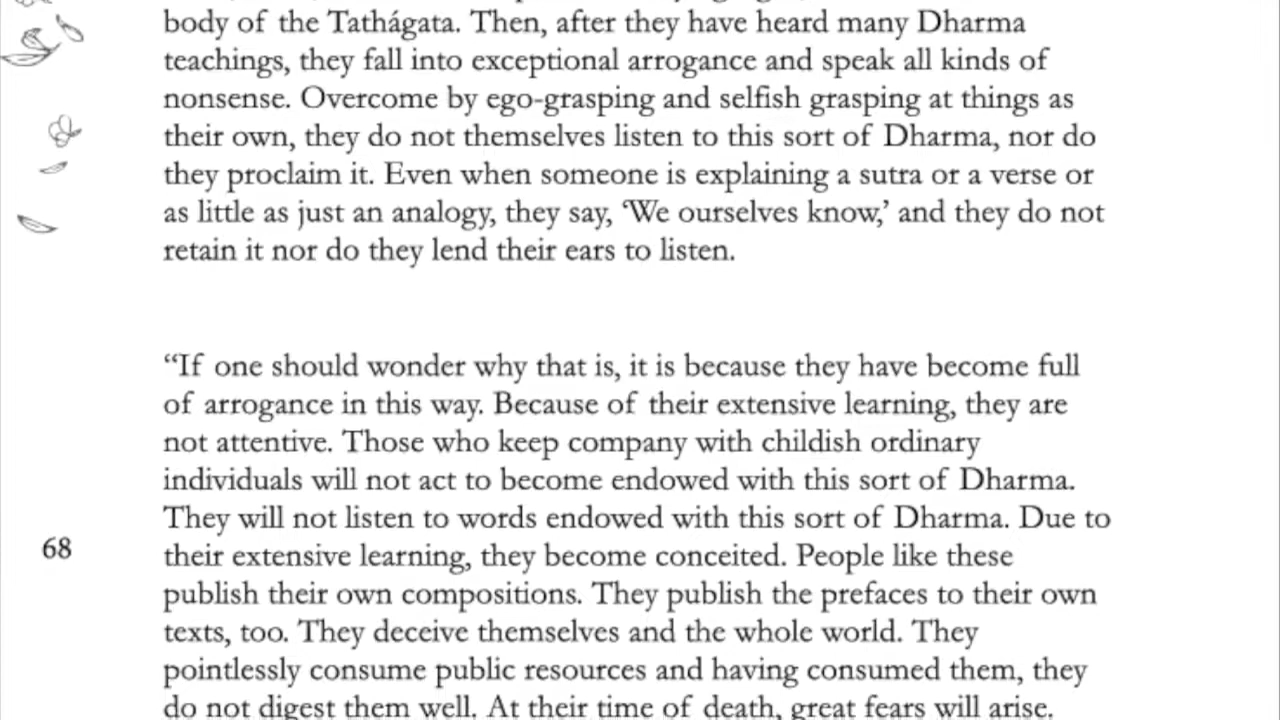 body of the Tathágata. Then, after they have heard many Dharma
teachings, they fall into exceptional arrogance and speak all kinds of
nonsense. Overcome by ego-grasping and selfish grasping at things as
their own, they do not themselves listen to this sort of Dharma, nor do
they proclaim it. Even when someone is explaining a sutra or a verse or
as little as just an analogy, they say, ‘We ourselves know,’ and they do not
retain it nor do they lend their ears to listen.
“If one should wonder why that is, it is because they have become full
of arrogance in this way. Because of their extensive learning, they are
not attentive. Those who keep company with childish ordinary
individuals will not act to become endowed with this sort of Dharma.
They will not listen to words endowed with this sort of Dharma. Due to
68
their extensive learning, they become conceited. People like these
publish their own compositions. They publish the prefaces to their own
texts, too. They deceive themselves and the whole world. They
pointlessly consume public resources and having consumed them, they
do not digest them well. At their time of death, great fears will arise.